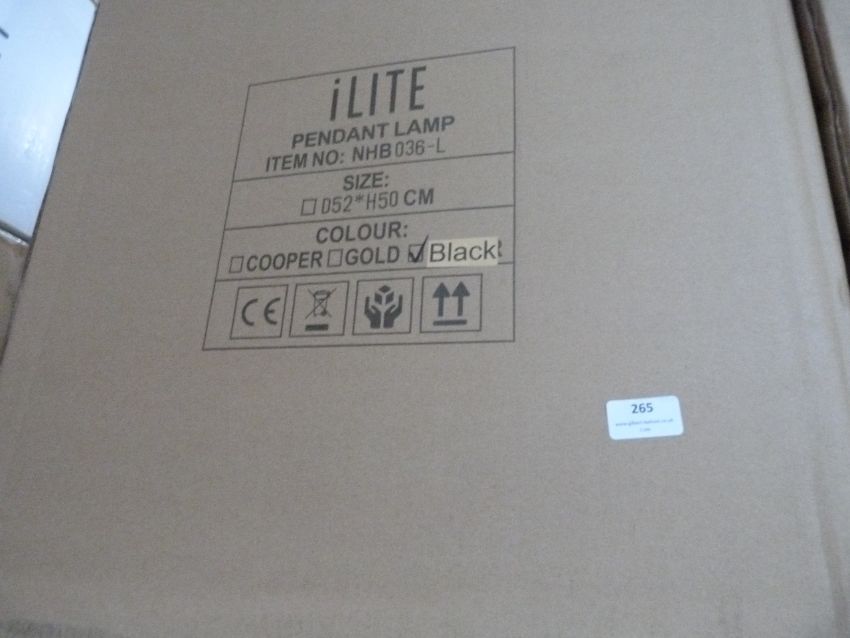 iLITE
PENDANT LAMP
ITEM NO: NHB036-L
SIZE:
☐ D52*H50 CM
COLOUR:
☐COOPER ☐GOLD ☑Black
CE
265